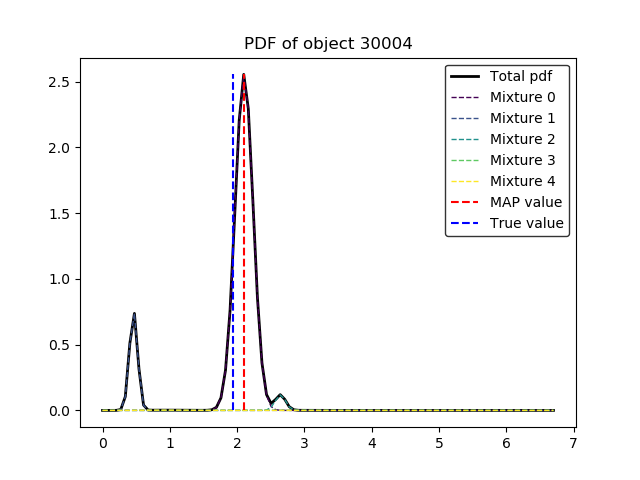 PDF of object 30004
2.5
2.0
1.5
1.0
0.5
0.0
0 1 2 3 4 5 6 7
Total pdf
Mixture 0
Mixture 1
Mixture 2
Mixture 3
Mixture 4
MAP value
True value